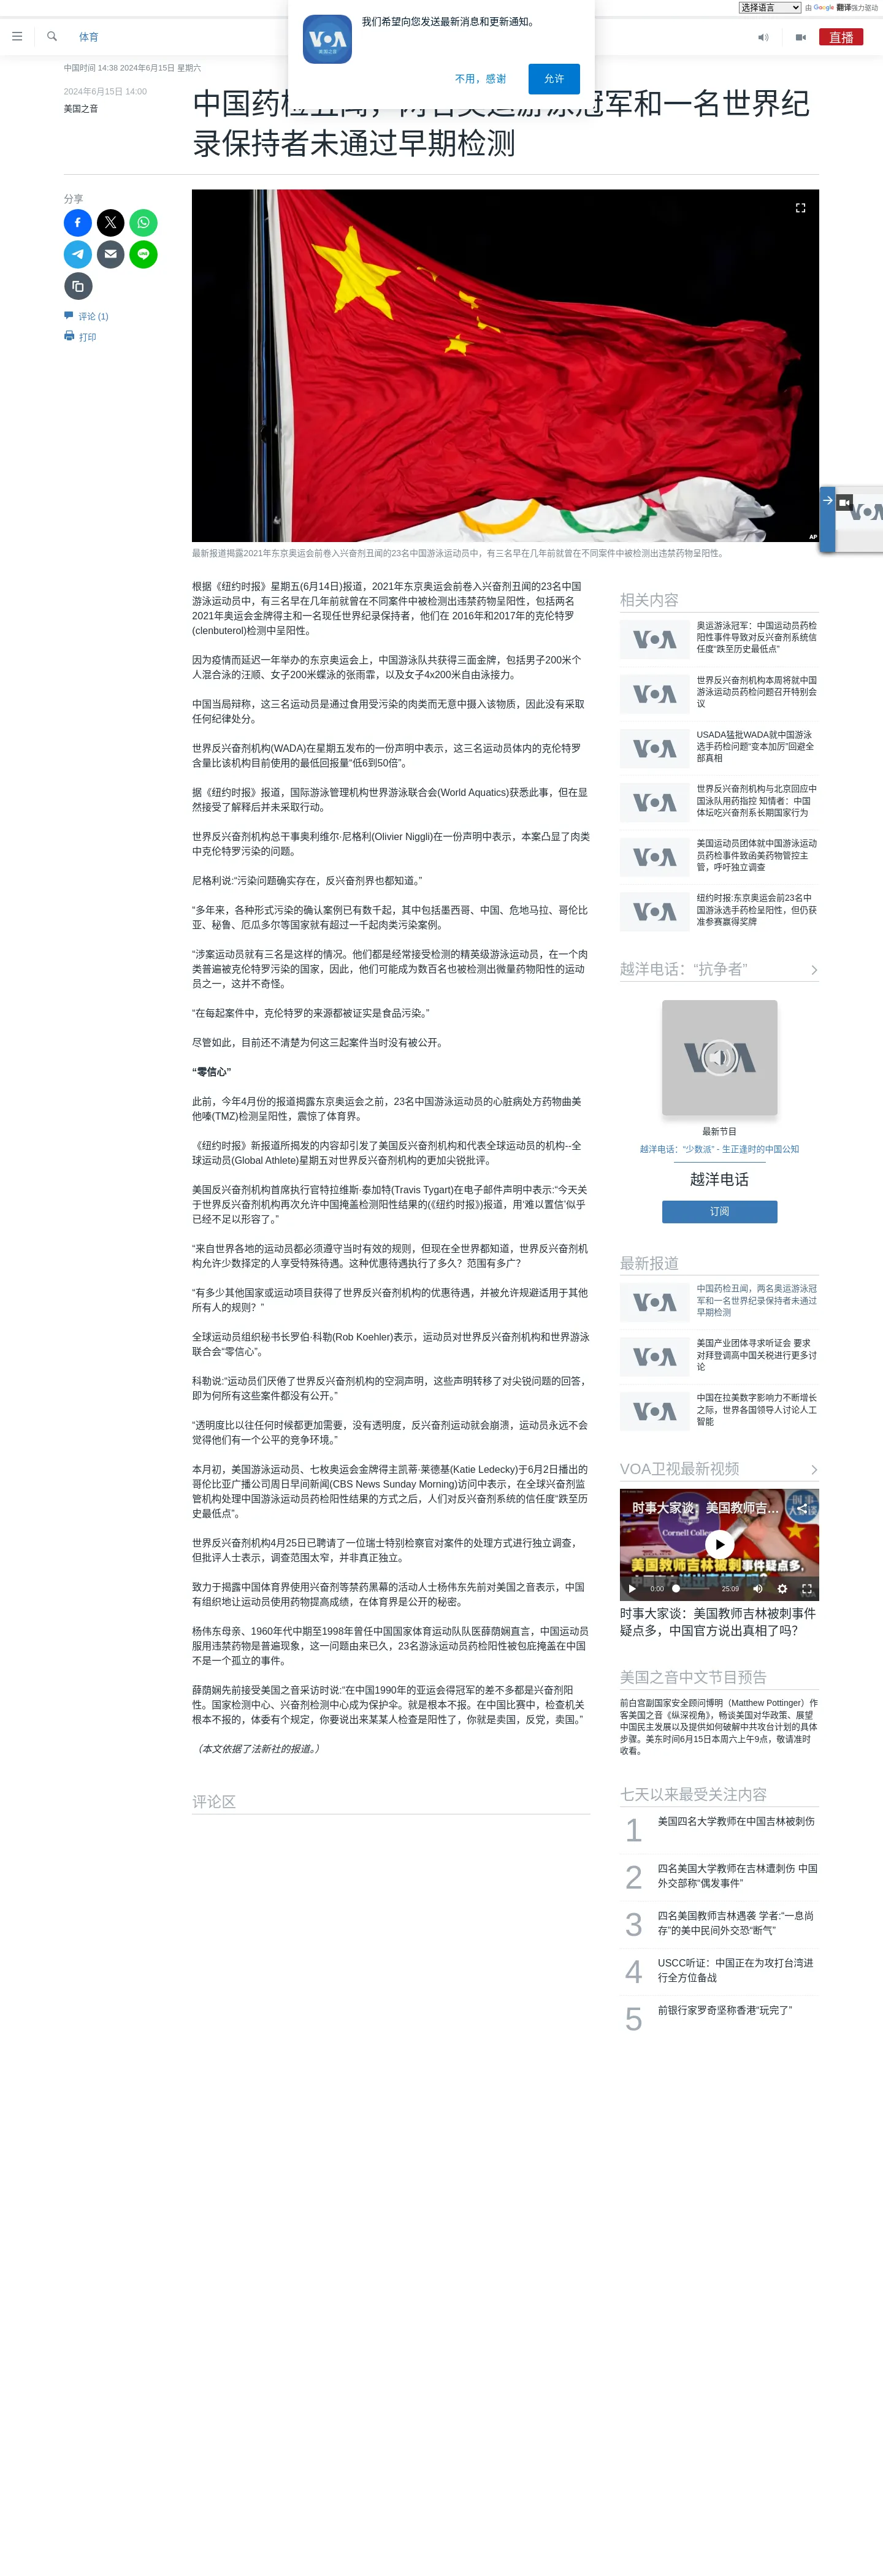 选择语言 由 Google 翻译强力驱动
我们希望向您发送最新消息和更新通知。
VOA
美国之音
不用，感谢
允许
体育
直播
中国时间 14:38 2024年6月15日 星期六
2024年6月15日 14:00
美国之音
录保持者未通过早期检测
分享
评论 (1)
打印
AP
最新报道揭露2021年东京奥运会前卷入兴奋剂丑闻的23名中国游泳运动员中，有三名早在几年前就曾在不同案件中被检测出违禁药物呈阳性。
根据《纽约时报》星期五(6月14日)报道，2021年东京奥运会前卷入兴奋剂丑闻的23名中国
游泳运动员中，有三名早在几年前就曾在不同案件中被检测出违禁药物呈阳性，包括两名
2021年奥运会金牌得主和一名现任世界纪录保持者，他们在 2016年和2017年的克伦特罗
(clenbuterol)检测中呈阳性。
因为疫情而延迟一年举办的东京奥运会上，中国游泳队共获得三面金牌，包括男子200米个
人混合泳的汪顺、女子200米蝶泳的张雨霏，以及女子4x200米自由泳接力。
中国当局辩称，这三名运动员是通过食用受污染的肉类而无意中摄入该物质，因此没有采取
任何纪律处分。
世界反兴奋剂机构(WADA)在星期五发布的一份声明中表示，这三名运动员体内的克伦特罗
含量比该机构目前使用的最低回报量“低6到50倍”。
据《纽约时报》报道，国际游泳管理机构世界游泳联合会(World Aquatics)获悉此事，但在显
然接受了解释后并未采取行动。
世界反兴奋剂机构总干事奥利维尔·尼格利(Olivier Niggli)在一份声明中表示，本案凸显了肉类
中克伦特罗污染的问题。
尼格利说:“污染问题确实存在，反兴奋剂界也都知道。”
“多年来，各种形式污染的确认案例已有数千起，其中包括墨西哥、中国、危地马拉、哥伦比
亚、秘鲁、厄瓜多尔等国家就有超过一千起肉类污染案例。
“涉案运动员就有三名是这样的情况。他们都是经常接受检测的精英级游泳运动员，在一个肉
类普遍被克伦特罗污染的国家，因此，他们可能成为数百名也被检测出微量药物阳性的运动
员之一，这并不奇怪。
“在每起案件中，克伦特罗的来源都被证实是食品污染。”
尽管如此，目前还不清楚为何这三起案件当时没有被公开。
“零信心”
此前，今年4月份的报道揭露东京奥运会之前，23名中国游泳运动员的心脏病处方药物曲美
他嗪(TMZ)检测呈阳性，震惊了体育界。
《纽约时报》新报道所揭发的内容却引发了美国反兴奋剂机构和代表全球运动员的机构--全
球运动员(Global Athlete)星期五对世界反兴奋剂机构的更加尖锐批评。
美国反兴奋剂机构首席执行官特拉维斯·泰加特(Travis Tygart)在电子邮件声明中表示:“今天关
于世界反兴奋剂机构再次允许中国掩盖检测阳性结果的(《纽约时报》)报道，用‘难以置信’似乎
已经不足以形容了。”
“来自世界各地的运动员都必须遵守当时有效的规则，但现在全世界都知道，世界反兴奋剂机
构允许少数择定的人享受特殊待遇。这种优惠待遇执行了多久？范围有多广？
“有多少其他国家或运动项目获得了世界反兴奋剂机构的优惠待遇，并被允许规避适用于其他
所有人的规则？”
全球运动员组织秘书长罗伯·科勒(Rob Koehler)表示，运动员对世界反兴奋剂机构和世界游泳
联合会“零信心”。
科勒说:“运动员们厌倦了世界反兴奋剂机构的空洞声明，这些声明转移了对尖锐问题的回答，
即为何所有这些案件都没有公开。”
“透明度比以往任何时候都更加需要，没有透明度，反兴奋剂运动就会崩溃，运动员永远不会
觉得他们有一个公平的竞争环境。”
本月初，美国游泳运动员、七枚奥运会金牌得主凯蒂·莱德基(Katie Ledecky)于6月2日播出的
哥伦比亚广播公司周日早间新闻(CBS News Sunday Morning)访问中表示，在全球兴奋剂监
管机构处理中国游泳运动员药检阳性结果的方式之后，人们对反兴奋剂系统的信任度“跌至历
史最低点”。
世界反兴奋剂机构4月25日已聘请了一位瑞士特别检察官对案件的处理方式进行独立调查，
但批评人士表示，调查范围太窄，并非真正独立。
致力于揭露中国体育界使用兴奋剂等禁药黑幕的活动人士杨伟东先前对美国之音表示，中国
有组织地让运动员使用药物提高成绩，在体育界是公开的秘密。
杨伟东母亲、1960年代中期至1998年曾任中国国家体育运动队队医薛荫娴直言，中国运动员
服用违禁药物是普遍现象，这一问题由来已久，23名游泳运动员药检阳性被包庇掩盖在中国
不是一个孤立的事件。
薛荫娴先前接受美国之音采访时说:“在中国1990年的亚运会得冠军的差不多都是兴奋剂阳
性。国家检测中心、兴奋剂检测中心成为保护伞。就是根本不报。在中国比赛中，检查机关
根本不报的，体委有个规定，你要说出来某某人检查是阳性了，你就是卖国，反党，卖国。”
（本文依据了法新社的报道。）
评论区
相关内容
奥运游泳冠军：中国运动员药检
阳性事件导致对反兴奋剂系统信
任度“跌至历史最低点”
世界反兴奋剂机构本周将就中国
游泳运动员药检问题召开特别会
议
USADA猛批WADA就中国游泳
选手药检问题“变本加厉”回避全
部真相
世界反兴奋剂机构与北京回应中
国泳队用药指控 知情者：中国
体坛吃兴奋剂系长期国家行为
美国运动员团体就中国游泳运动
员药检事件致函美药物管控主
管，呼吁独立调查
纽约时报:东京奥运会前23名中
国游泳选手药检呈阳性，但仍获
准参赛赢得奖牌
越洋电话：“抗争者”
最新节目
越洋电话：“少数派” - 生正逢时的中国公知
越洋电话
订阅
最新报道
中国药检丑闻，两名奥运游泳冠
军和一名世界纪录保持者未通过
早期检测
美国产业团体寻求听证会 要求
对拜登调高中国关税进行更多讨
论
中国在拉美数字影响力不断增长
之际，世界各国领导人讨论人工
智能
VOA卫视最新视频
时事大家谈：美国教师吉...
Cornell College
美国教师吉林被刺事件疑点多，
0:00
25:09
时事大家谈：美国教师吉林被刺事件
疑点多，中国官方说出真相了吗？
美国之音中文节目预告
前白宫副国家安全顾问博明（Matthew Pottinger）作
客美国之音《纵深视角》，畅谈美国对华政策、展望
中国民主发展以及提供如何破解中共攻台计划的具体
步骤。美东时间6月15日本周六上午9点，敬请准时
收看。
七天以来最受关注内容
1 美国四名大学教师在中国吉林被刺伤
2 四名美国大学教师在吉林遭刺伤 中国
外交部称“偶发事件”
3 四名美国教师吉林遇袭 学者:“一息尚
存”的美中民间外交恐“断气”
4 USCC听证：中国正在为攻打台湾进
行全方位备战
5 前银行家罗奇坚称香港“玩完了”